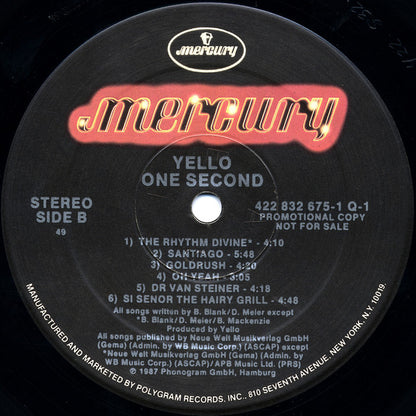 mercury
mercury
YELLO
ONE SECOND
STEREO
SIDE B
49
422 832 675-1 Q-1
PROMOTIONAL COPY
NOT FOR SALE
1) THE RHYTHM DIVINE* - 4:10
2) SANTIAGO - 5:48
3) GOLDRUSH - 4:20
4) OH YEAH - 3:05
5) DR VAN STEINER - 4:18
6) SI SENOR THE HAIRY GRILL - 4:48
All songs written by B. Blank/D. Meier except
*B. Blank/D. Meier/B. Mackenzie
Produced by Yello
All songs published by Neue Welt Musikverlag GmbH
(Gema) (Admin. by WB Music Corp.) (ASCAP) except
*Neue Welt Musikverlag GmbH (Gema) (Admin. by
WB Music Corp.) (ASCAP)/APB Music Ltd. (PRS)
℗ 1987 Phonogram GmbH, Hamburg
MANUFACTURED AND MARKETED BY POLYGRAM RECORDS, INC., 810 SEVENTH AVENUE, NEW YORK, N.Y. 10019.